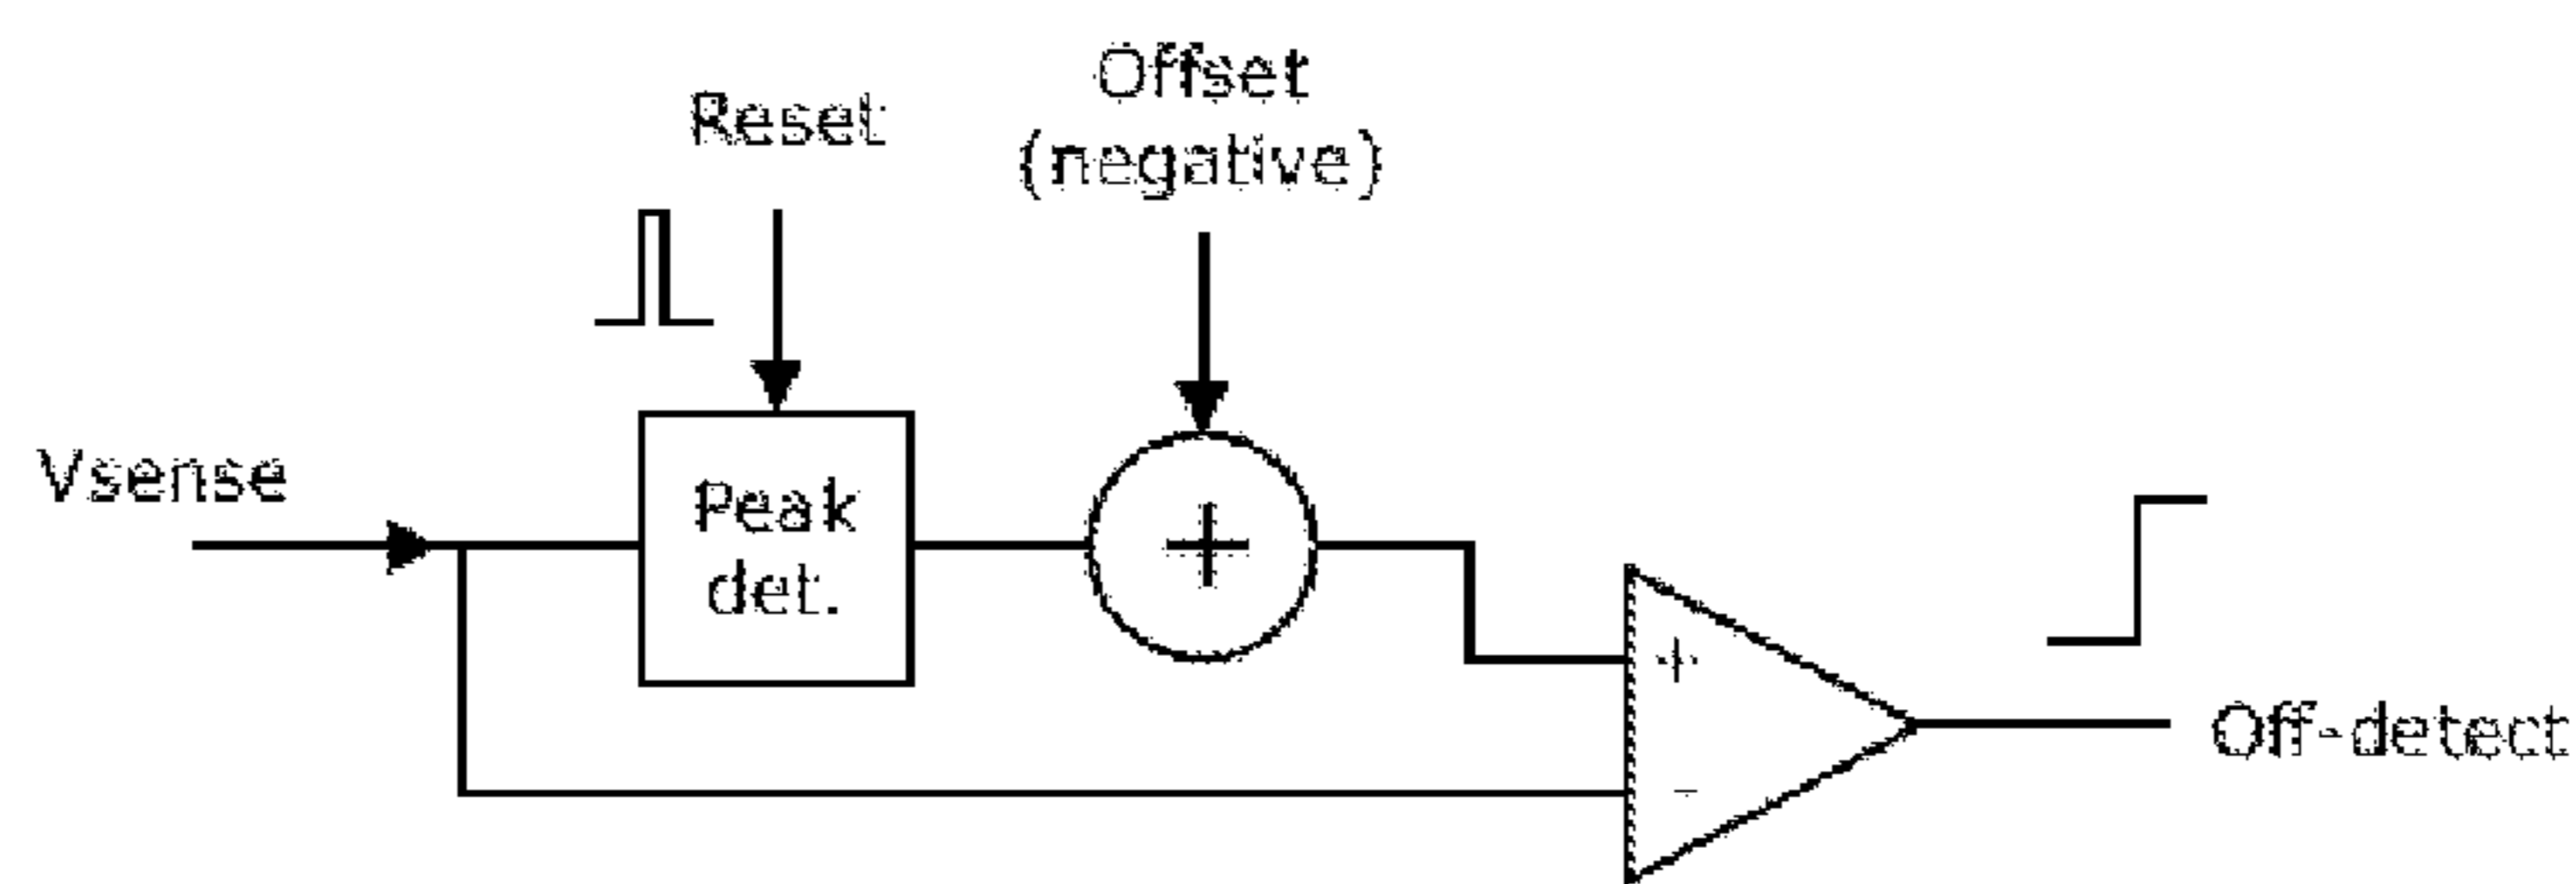 Offset
(negative)
Reset
Vsense
Peak
det.
+
+
-
Off-detect